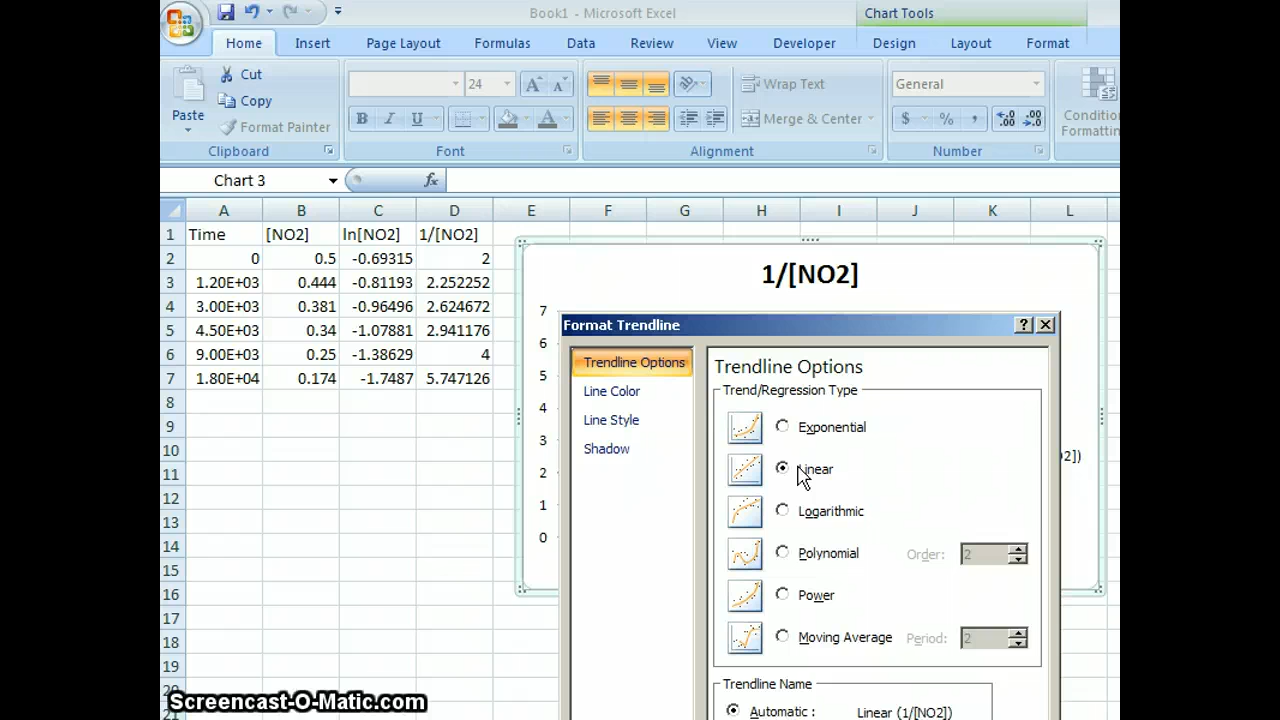 Book1 - Microsoft Excel
Chart Tools
Home Insert Page Layout Formulas Data Review View Developer Design Layout Format
Cut
Copy
Format Painter
Paste
Clipboard
24 A A
B I U A
Font
Wrap Text
Merge & Center
Alignment
General
$ % ,
Number
Condition
Formatting
Chart 3
fx
A B C D E F G H I J K L
1 Time [NO2] ln[NO2] 1/[NO2]
2 0 0.5 -0.69315 2
3 1.20E+03 0.444 -0.81193 2.252252
4 3.00E+03 0.381 -0.96496 2.624672
5 4.50E+03 0.34 -1.07881 2.941176
6 9.00E+03 0.25 -1.38629 4
7 1.80E+04 0.174 -1.7487 5.747126
8
9
10
11
12
13
14
15
16
17
18
19
20
21
1/[NO2]
7
6
5
4
3
2
1
0
O2])
Format Trendline
Trendline Options
Line Color
Line Style
Shadow
Trendline Options
Trend/Regression Type
Exponential
Linear
Logarithmic
Polynomial Order: 2
Power
Moving Average Period: 2
Trendline Name
Automatic : Linear (1/[NO2])
Screencast-O-Matic.com